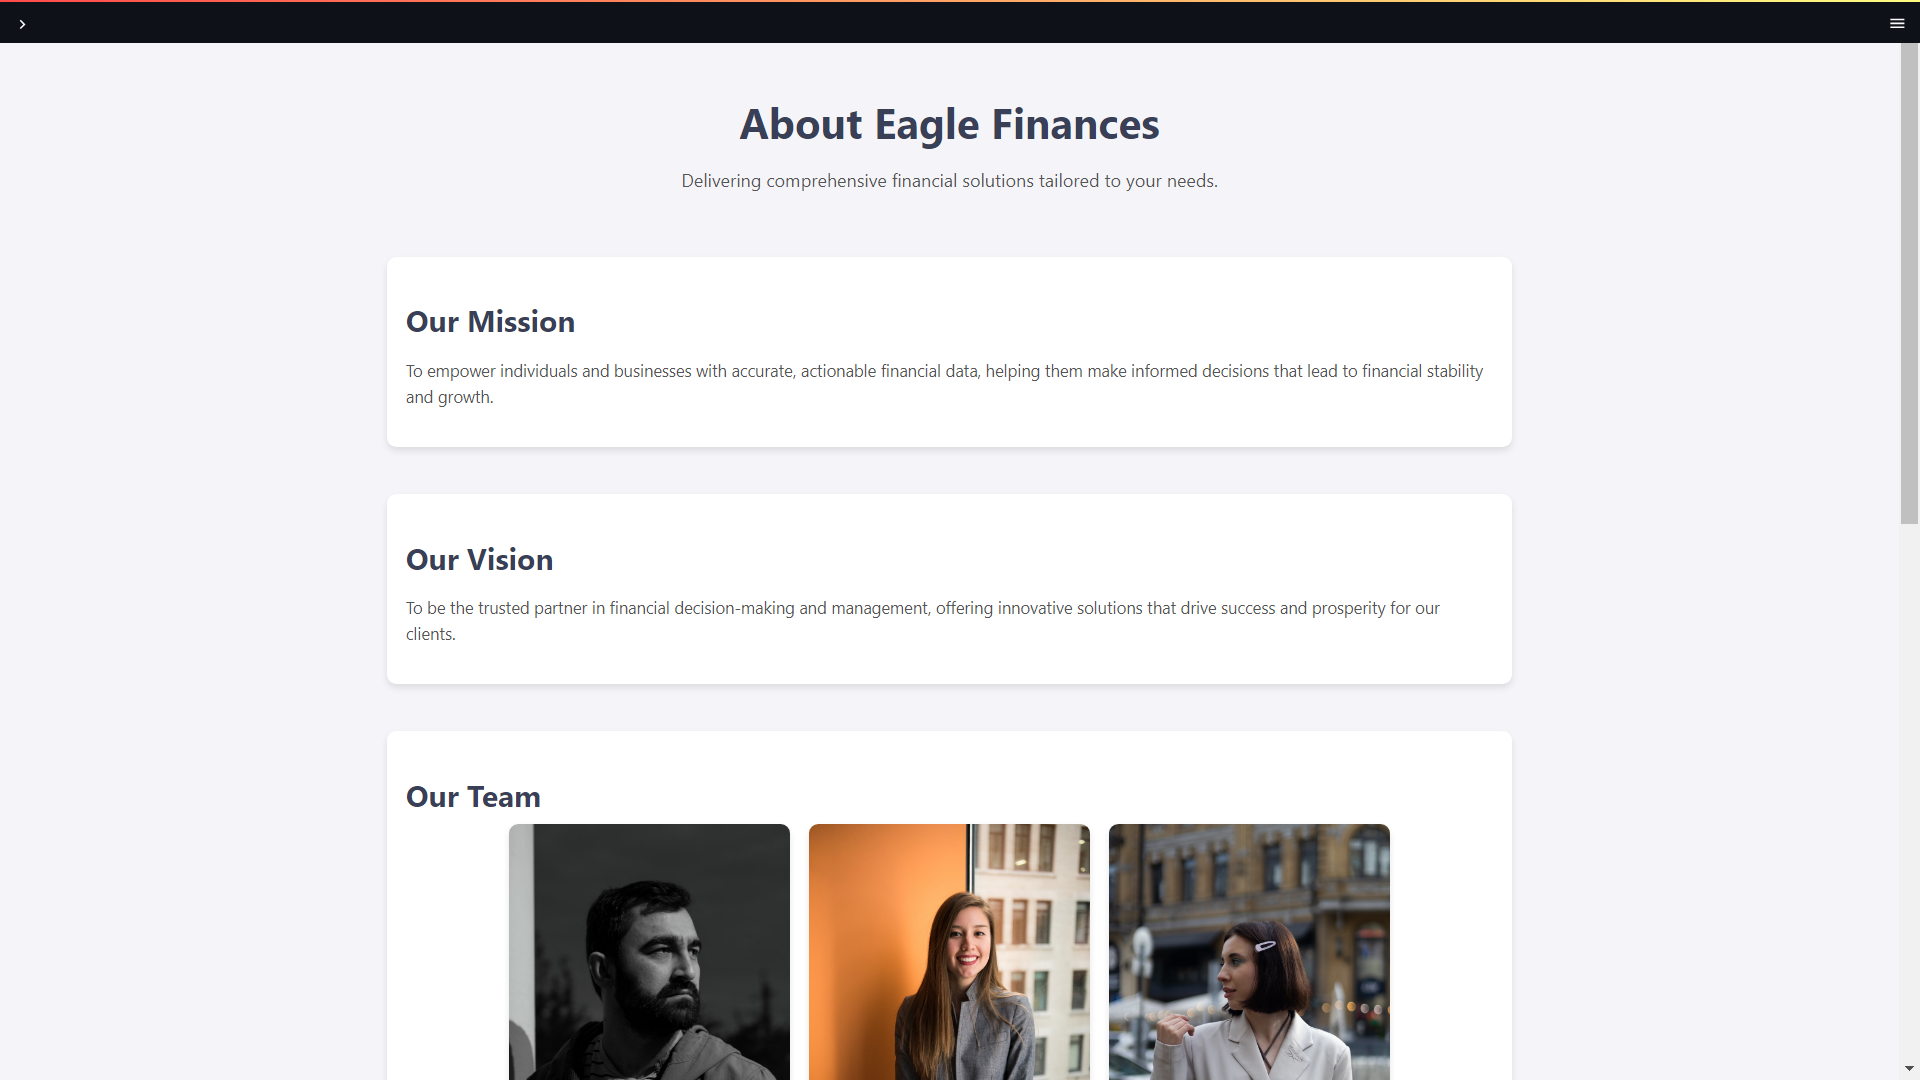 About Eagle Finances
Delivering comprehensive financial solutions tailored to your needs.
Our Mission
To empower individuals and businesses with accurate, actionable financial data, helping them make informed decisions that lead to financial stability
and growth.
Our Vision
To be the trusted partner in financial decision-making and management, offering innovative solutions that drive success and prosperity for our
clients.
Our Team